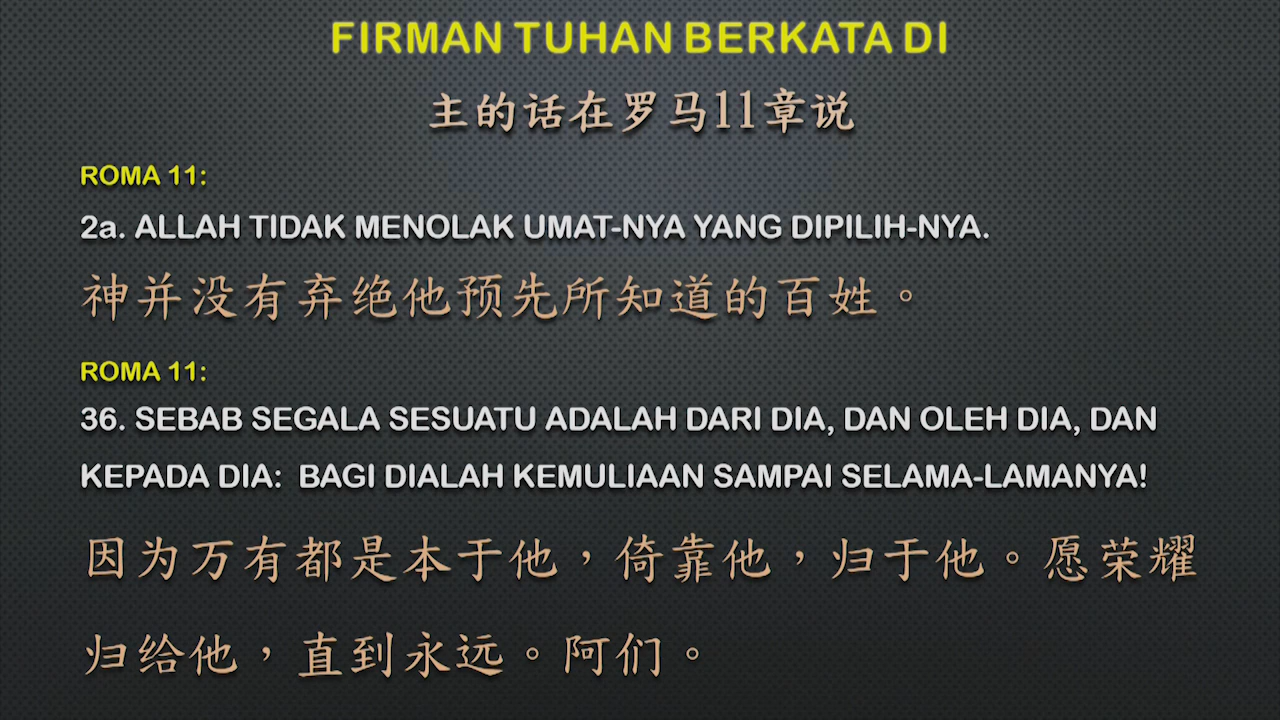 FIRMAN TUHAN BERKATA DI
主的话在罗马11章说
ROMA 11:
2a. ALLAH TIDAK MENOLAK UMAT-NYA YANG DIPILIH-NYA.
神并没有弃绝他预先所知道的百姓。
ROMA 11:
36. SEBAB SEGALA SESUATU ADALAH DARI DIA, DAN OLEH DIA, DAN
KEPADA DIA: BAGI DIALAH KEMULIAAN SAMPAI SELAMA-LAMANYA!
因为万有都是本于他，倚靠他，归于他。愿荣耀
归给他，直到永远。阿们。